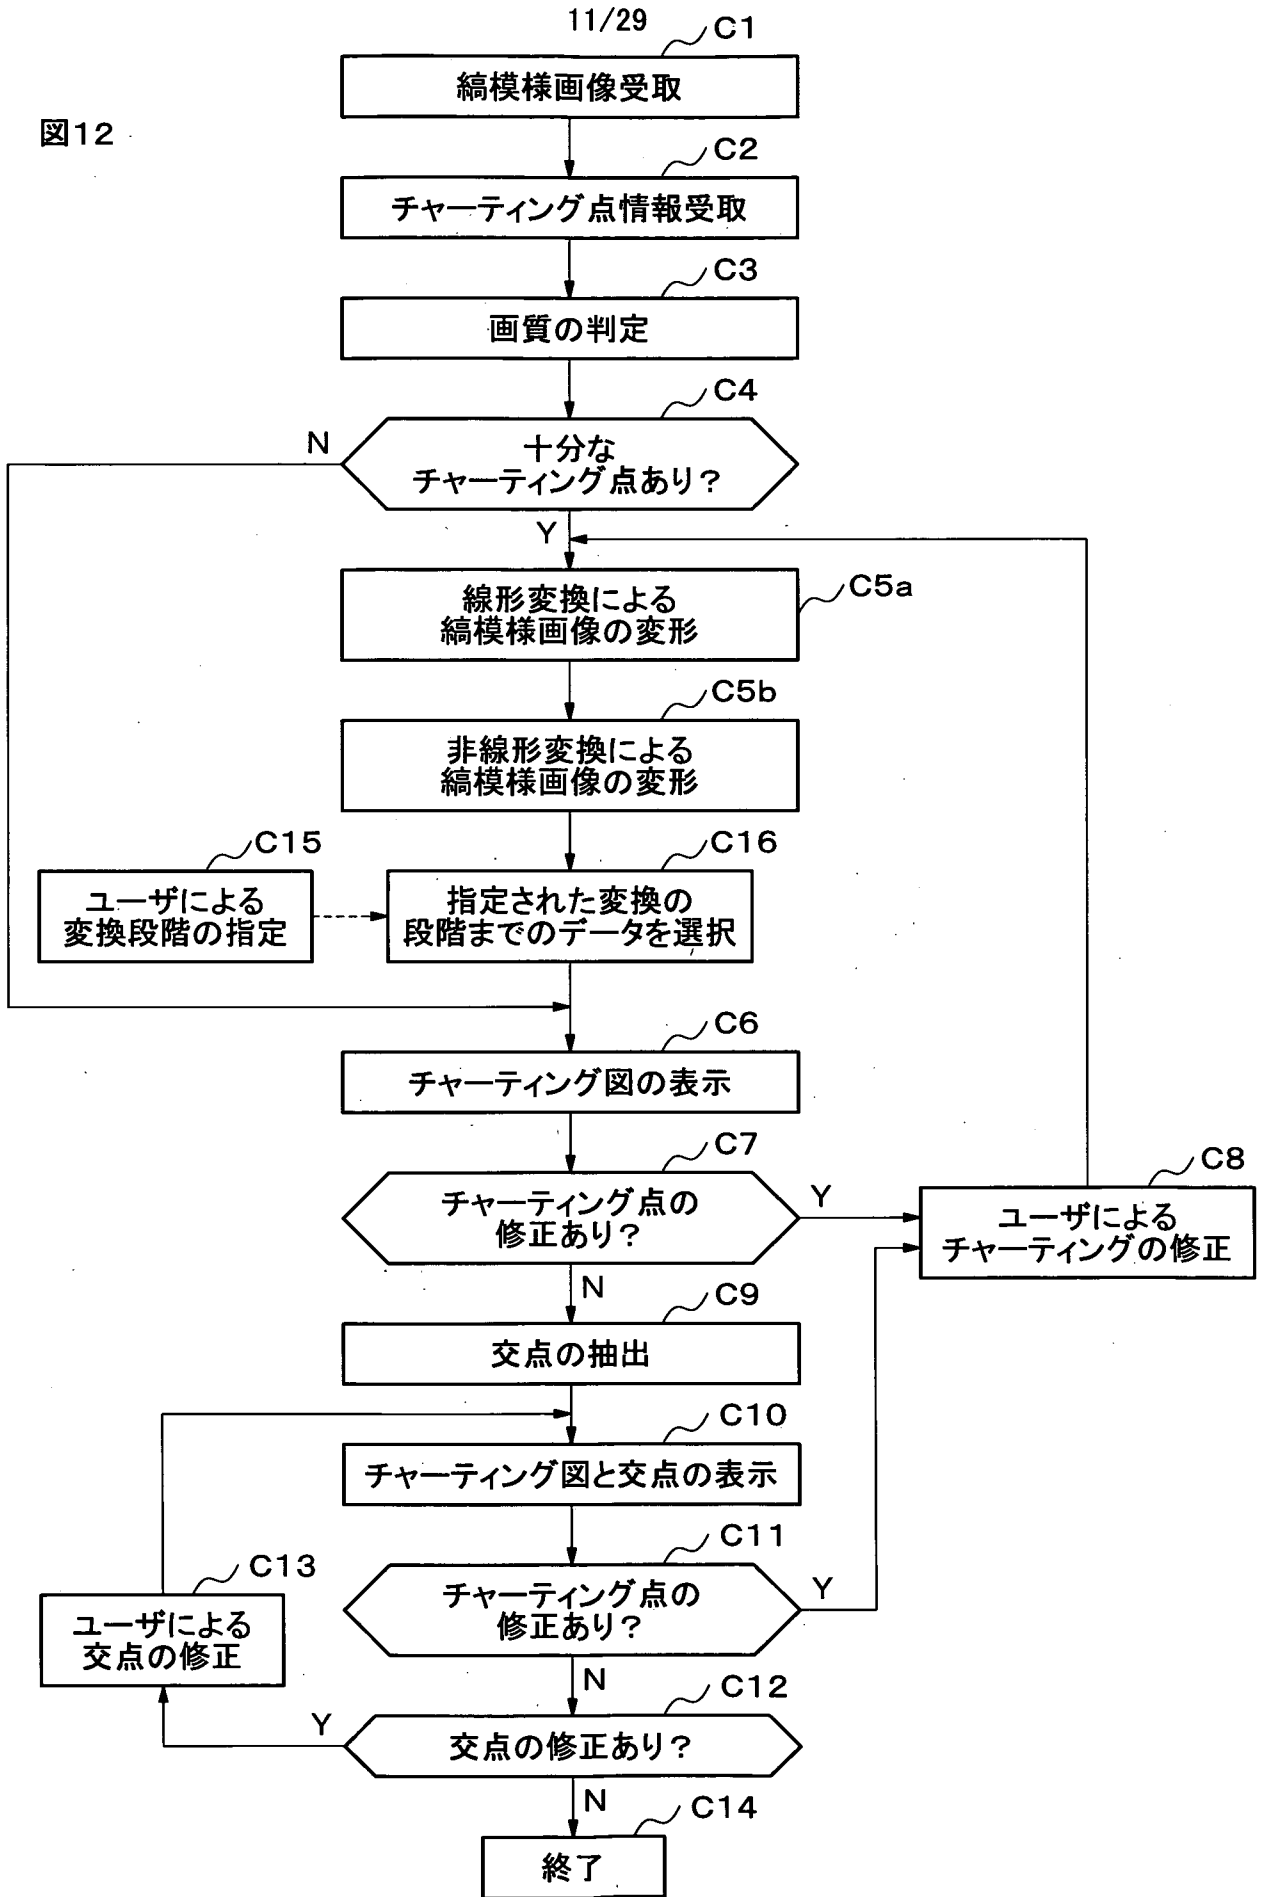 11/29
図12
C1
縞模様画像受取
C2
チャーティング点情報受取
C3
画質の判定
C4
十分な
チャーティング点あり？
N
Y
C5a
線形変換による
縞模様画像の変形
C5b
非線形変換による
縞模様画像の変形
C15
ユーザによる
変換段階の指定
C16
指定された変換の
段階までのデータを選択
C6
チャーティング図の表示
C7
チャーティング点の
修正あり？
Y
N
C8
ユーザによる
チャーティングの修正
C9
交点の抽出
C10
チャーティング図と交点の表示
C11
チャーティング点の
修正あり？
Y
N
C13
ユーザによる
交点の修正
C12
交点の修正あり？
Y
N
C14
終了